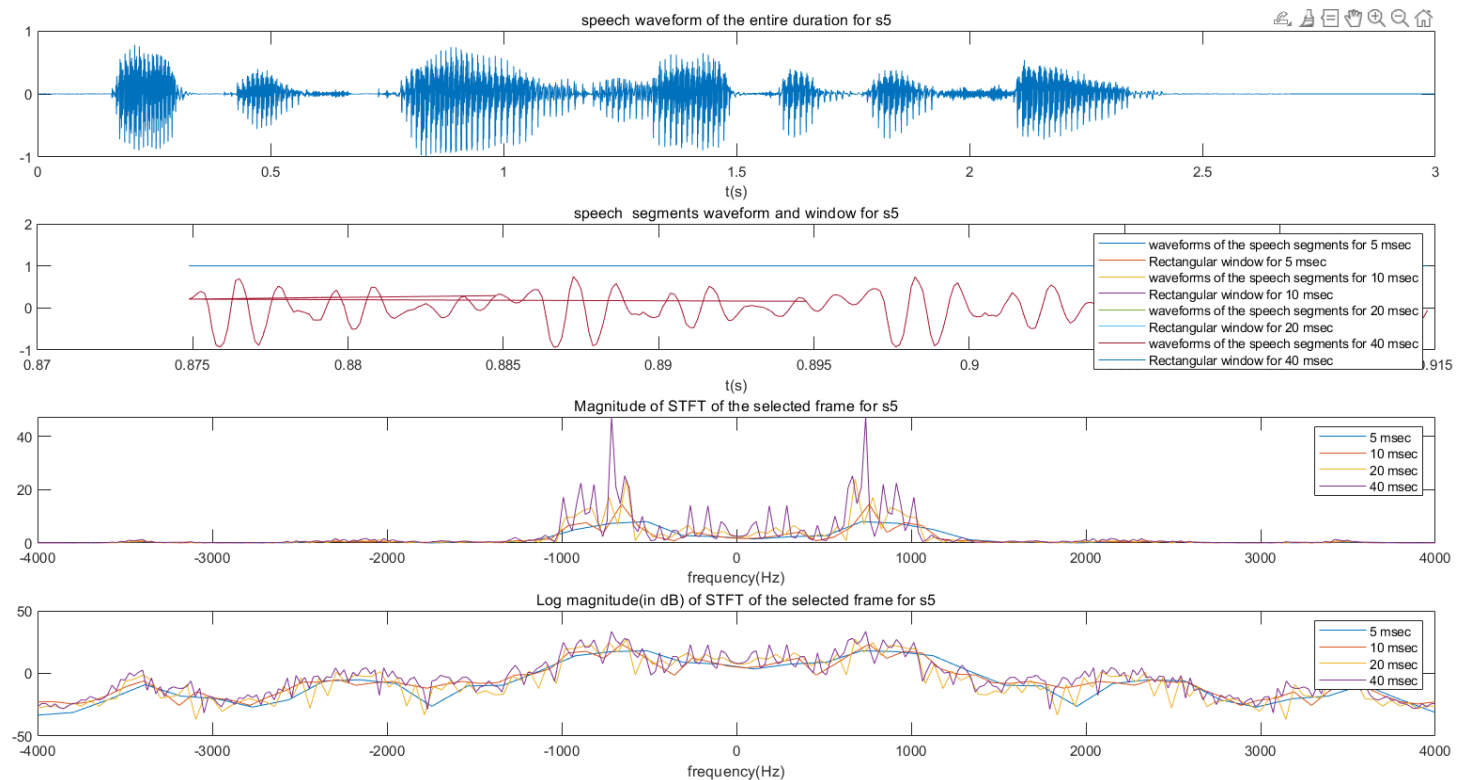 speech waveform of the entire duration for s5
1
0
-1
0 0.5 1 1.5 2 2.5 3
t(s)
speech segments waveform and window for s5
2
1
0
-1
waveforms of the speech segments for 5 msec
Rectangular window for 5 msec
waveforms of the speech segments for 10 msec
Rectangular window for 10 msec
waveforms of the speech segments for 20 msec
Rectangular window for 20 msec
waveforms of the speech segments for 40 msec
Rectangular window for 40 msec
0.87 0.875 0.88 0.885 0.89 0.895 0.9 0.915
t(s)
Magnitude of STFT of the selected frame for s5
40
20
0
5 msec
10 msec
20 msec
40 msec
-4000 -3000 -2000 -1000 0 1000 2000 3000 4000
frequency(Hz)
Log magnitude(in dB) of STFT of the selected frame for s5
50
0
-50
5 msec
10 msec
20 msec
40 msec
-4000 -3000 -2000 -1000 0 1000 2000 3000 4000
frequency(Hz)